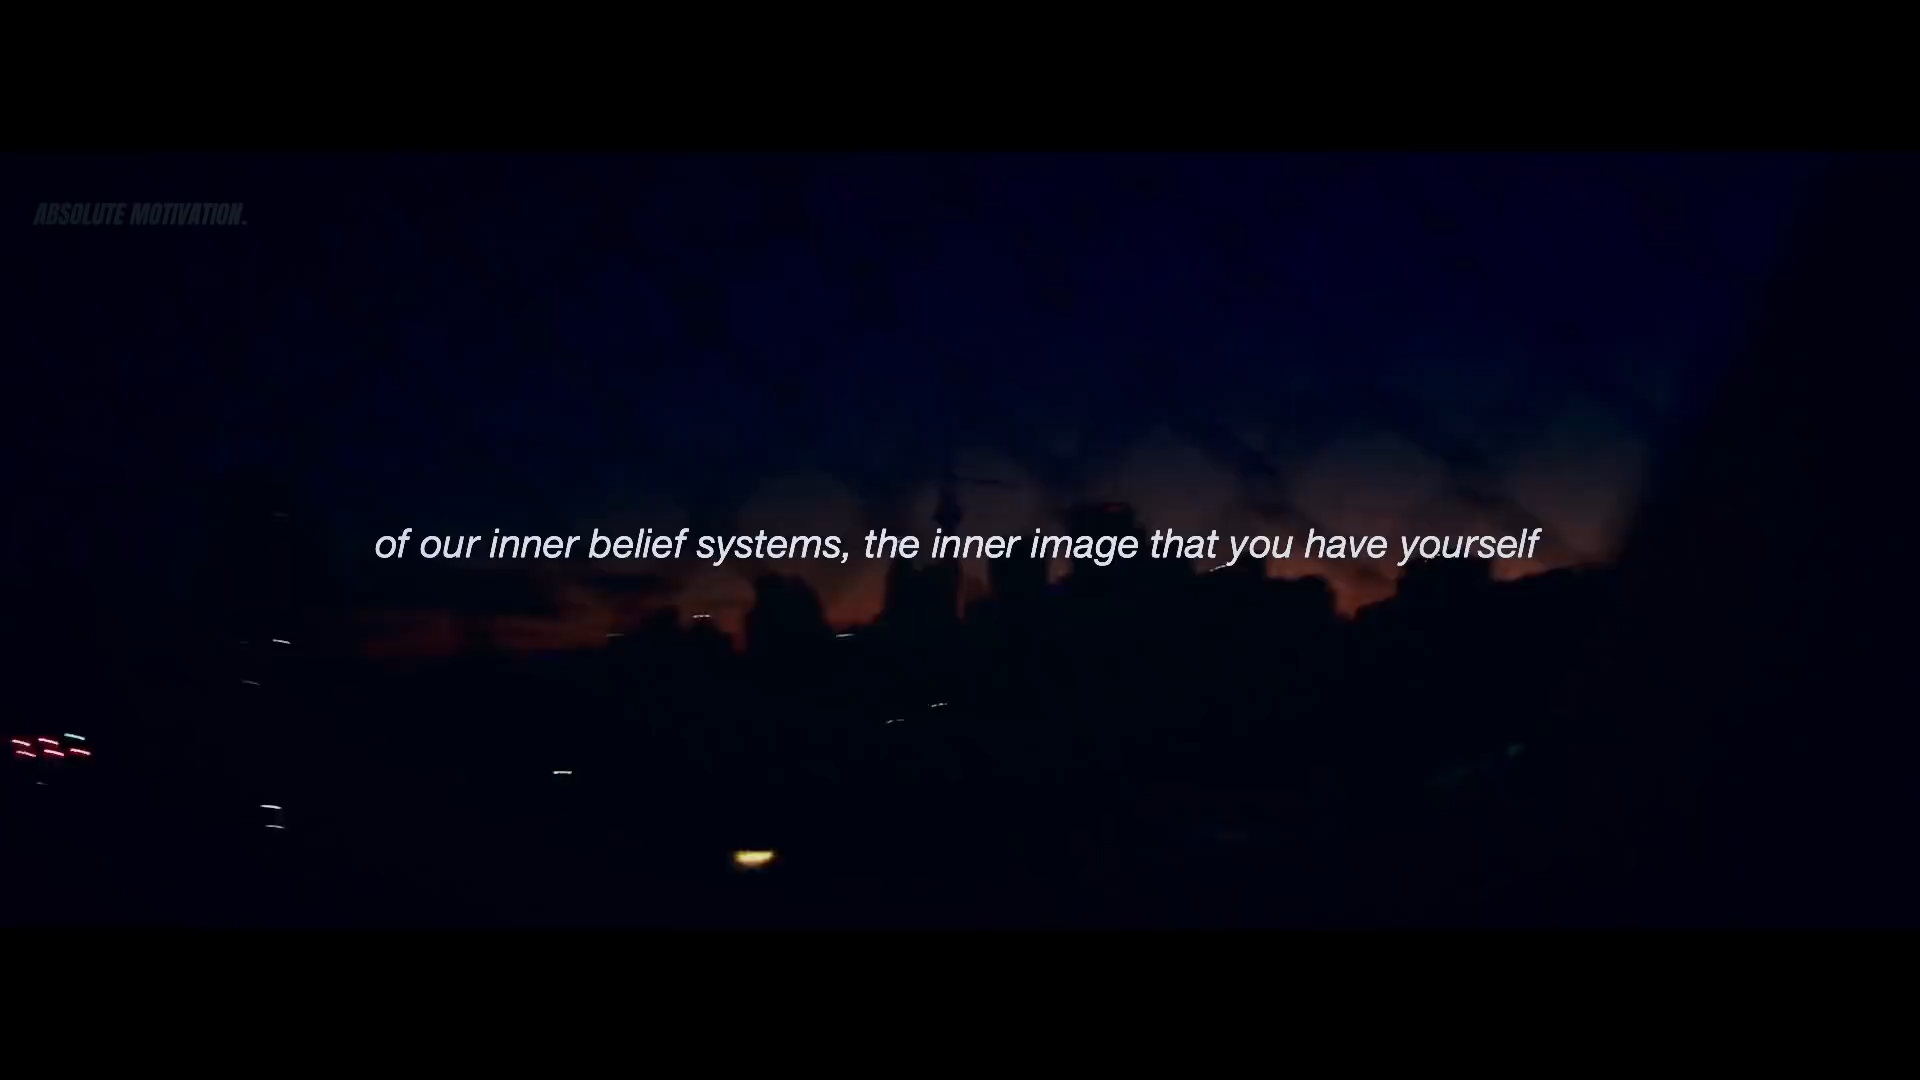 ABSOLUTE MOTIVATION.
of our inner belief systems, the inner image that you have yourself